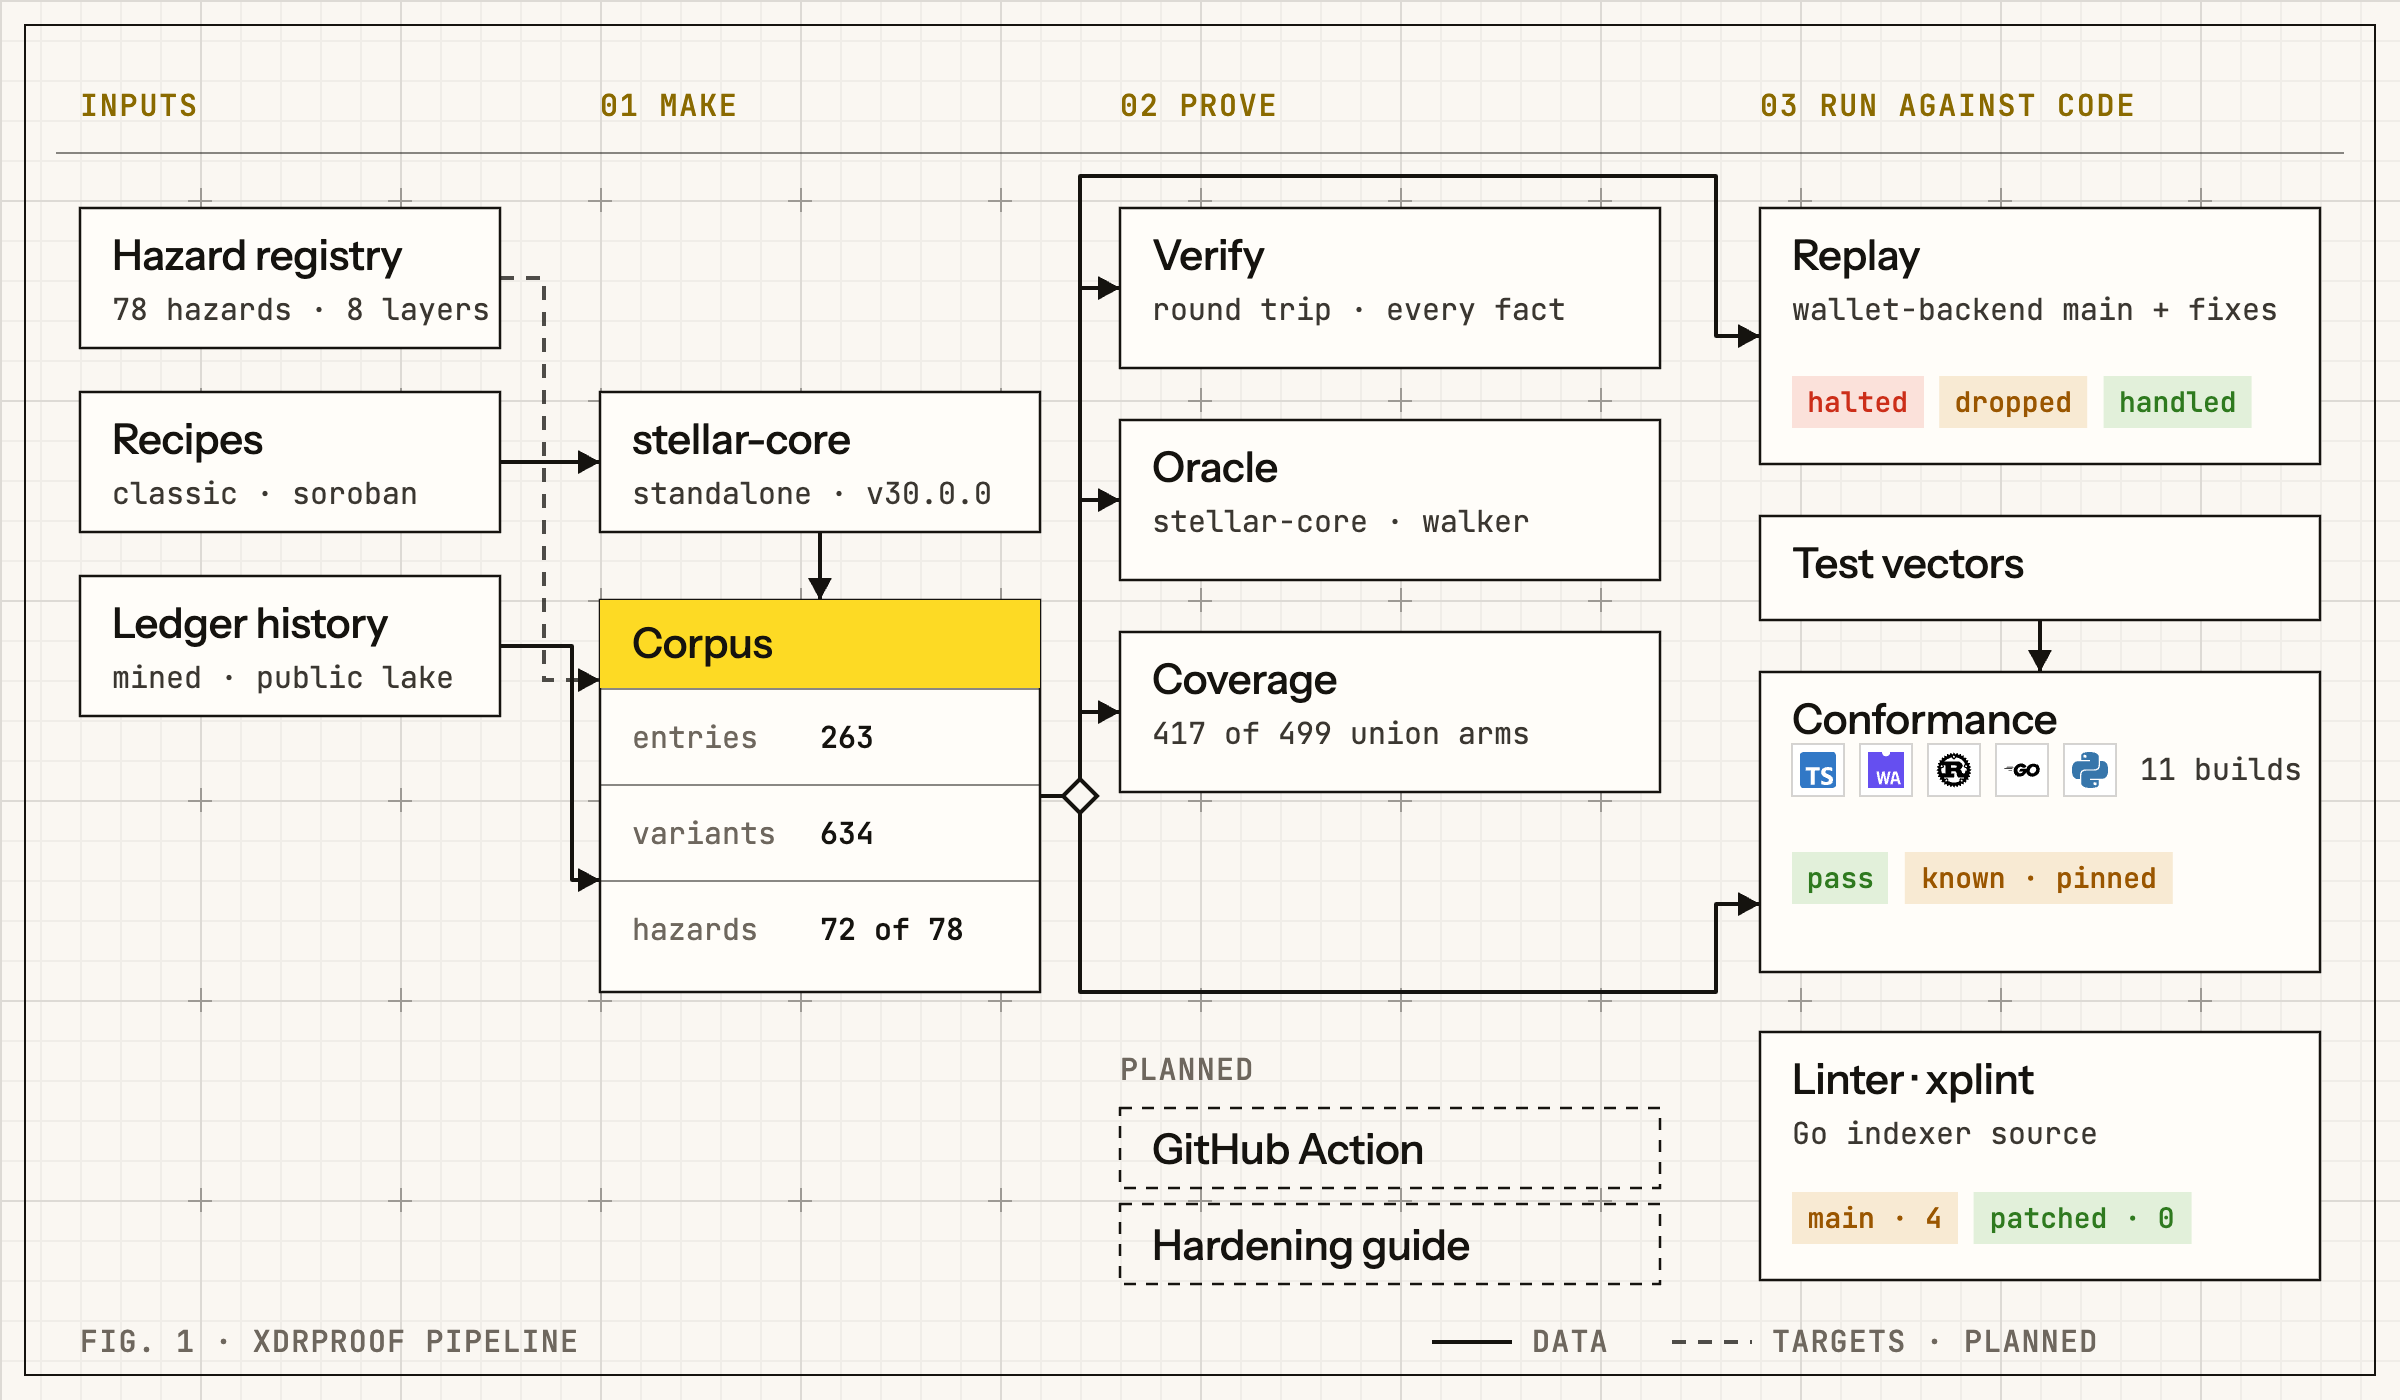 INPUTS
01 MAKE
02 PROVE
03 RUN AGAINST CODE
Hazard registry
78 hazards · 8 layers
Recipes
classic · soroban
Ledger history
mined · public lake
stellar-core
standalone · v30.0.0
Corpus
entries 263
variants 634
hazards 72 of 78
Verify
round trip · every fact
Oracle
stellar-core · walker
Coverage
417 of 499 union arms
PLANNED
GitHub Action
Hardening guide
Replay
wallet-backend main + fixes
halted dropped handled
Test vectors
Conformance
TS WA R GO 11 builds
pass known · pinned
Linter · xplint
Go indexer source
main · 4 patched · 0
FIG. 1 · XDRPROOF PIPELINE
DATA TARGETS · PLANNED